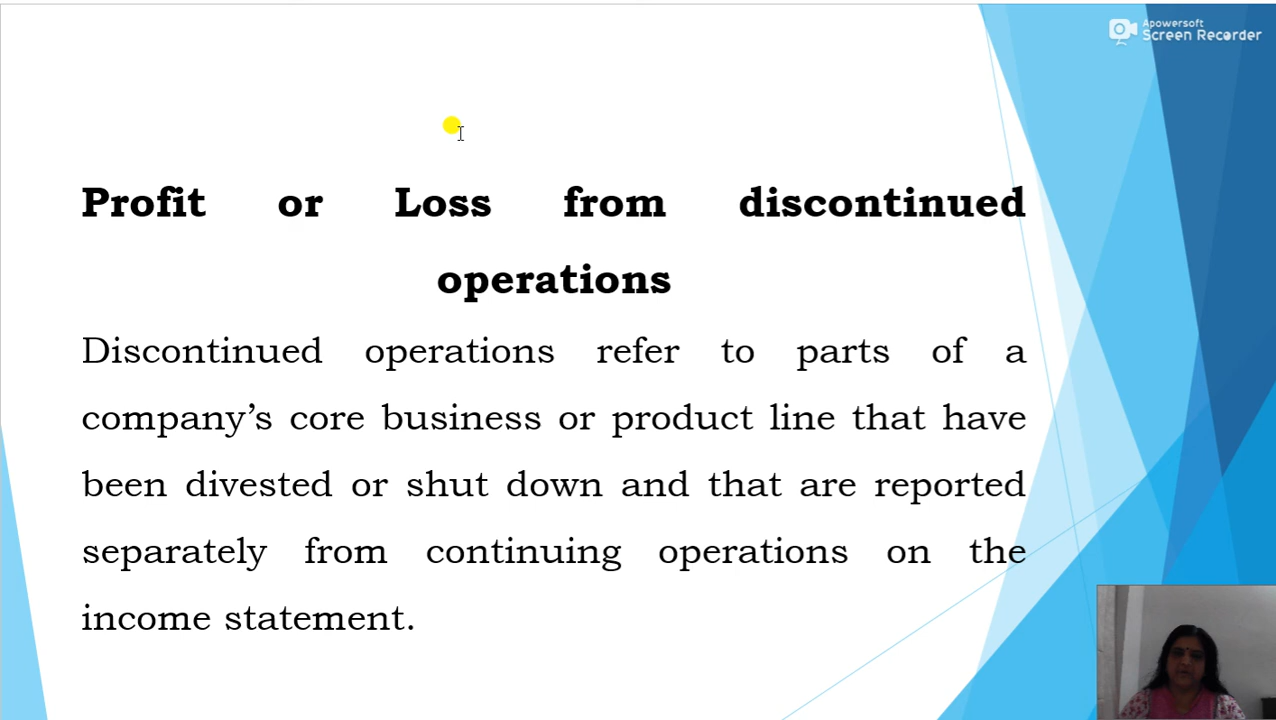 Apowersoft
Screen Recorder
Profit or Loss from discontinued
operations
Discontinued operations refer to parts of a
company’s core business or product line that have
been divested or shut down and that are reported
separately from continuing operations on the
income statement.